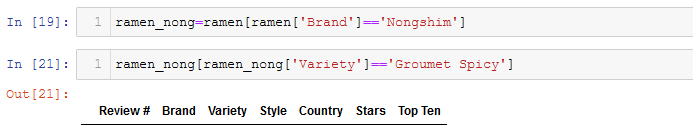 In [19]: 1 ramen_nong=ramen[ramen['Brand']=='Nongshim']
In [21]: 1 ramen_nong[ramen_nong['Variety']=='Groumet Spicy']
Out[21]:
Review # Brand Variety Style Country Stars Top Ten